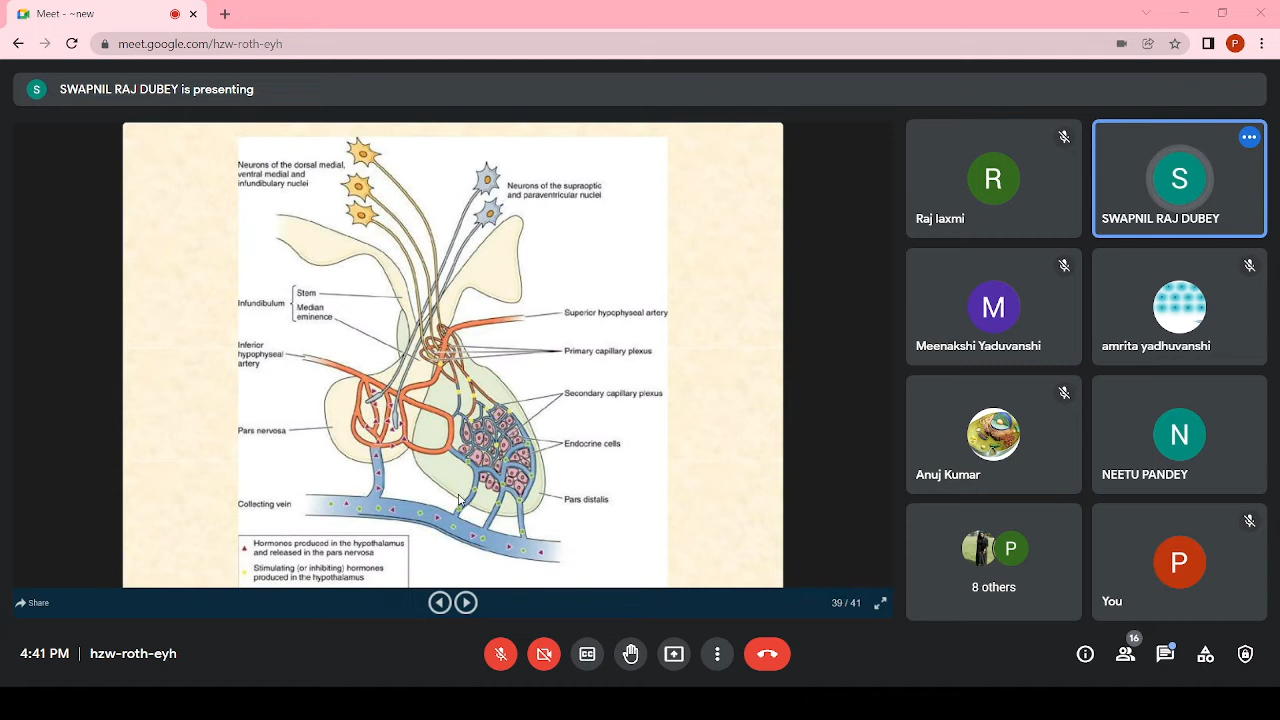 Meet - ~new
meet.google.com/hzw-roth-eyh
P
S
SWAPNIL RAJ DUBEY is presenting
Neurons of the dorsal medial,
ventral medial and
infundibulary nuclei
Neurons of the supraoptic
and paraventricular nuclei
Infundibulum
Stem
Median
eminence
Superior hypophyseal artery
Inferior
hypophyseal
artery
Primary capillary plexus
Secondary capillary plexus
Pars nervosa
Endocrine cells
Collecting vein
Pars distalis
Hormones produced in the hypothalamus
and released in the pars nervosa
Stimulating (or inhibiting) hormones
produced in the hypothalamus
Share
39 / 41
R
Raj laxmi
S
SWAPNIL RAJ DUBEY
M
Meenakshi Yaduvanshi
amrita yadhuvanshi
Anuj Kumar
N
NEETU PANDEY
P
8 others
P
You
4:41 PM
hzw-roth-eyh
16